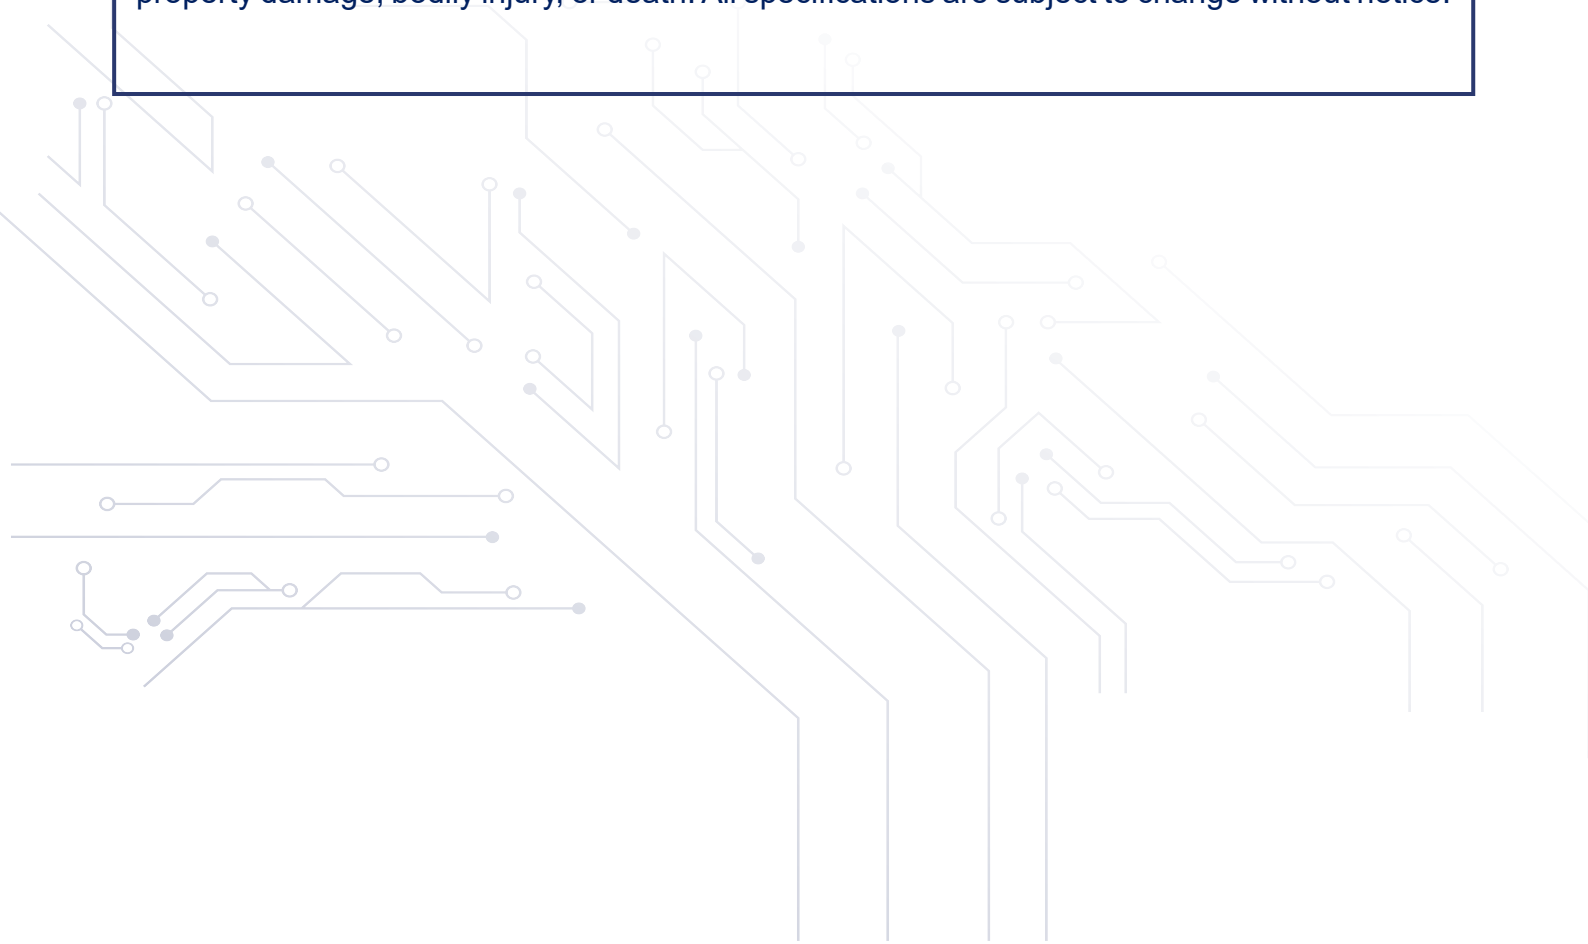 property damage, bodily injury, or death. All specifications are subject to change without notice.